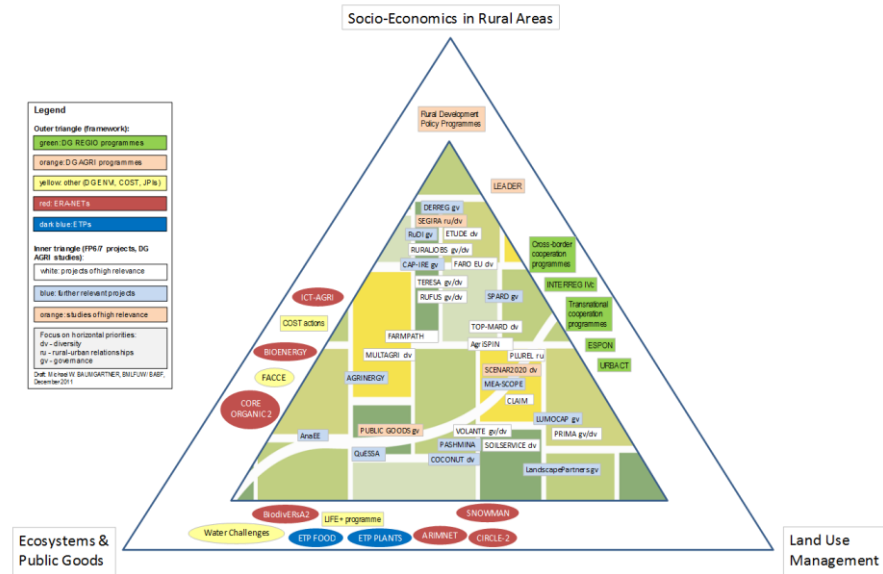 Socio-Economics in Rural Areas
Legend
Outer triangle (framework):
green: DG REGIO programmes
orange: DG AGRI programmes
yellow: other (DG ENVI, COST, JPIs)
red: ERA-NETs
dark blue: ETPs
Inner triangle (FP6/7 projects, DG
AGRI studies):
white: projects of high relevance
blue: further relevant projects
orange: studies of high relevance
Focus on horizontal priorities:
dv - diversity
ru - rural-urban relationships
gv - governance
Draft: Michael W. BAUMGARTNER, BMLFUW/ BABF,
December 2011
Rural Development
Policy Programmes
LEADER
DERREG gv
SEGIRA ru/dv
RuDI gv
ETUDE dv
RURALJOBS gv/dv
CAP-IRE gv
FARO EU dv
Cross-border
cooperation
programmes
TERESA gv/dv
INTERREG IVc
RUFUS gv/dv
SPARD gv
ICT-AGRI
Transnational
cooperation
programmes
COST actions
TOP-MARD dv
FARMPATH
AgriSPIN
ESPON
BIOENERGY
MULTAGRI dv
PLUREL ru
URBACT
SCENAR2020 dv
FACCE
AGRINERGY
MEA-SCOPE
CLAIM
CORE
ORGANIC 2
LUMOCAP gv
PUBLIC GOODS gv
VOLANTE gv/dv
PRIMA gv/dv
AnaEE
PASHMINA
SOILSERVICE dv
QuESSA
COCONUT dv
LandscapePartners gv
BiodivERsA2
SNOWMAN
LIFE+ programme
Water Challenges
ETP FOOD
ETP PLANTS
ARIMNET
CIRCLE-2
Ecosystems &
Public Goods
Land Use
Management